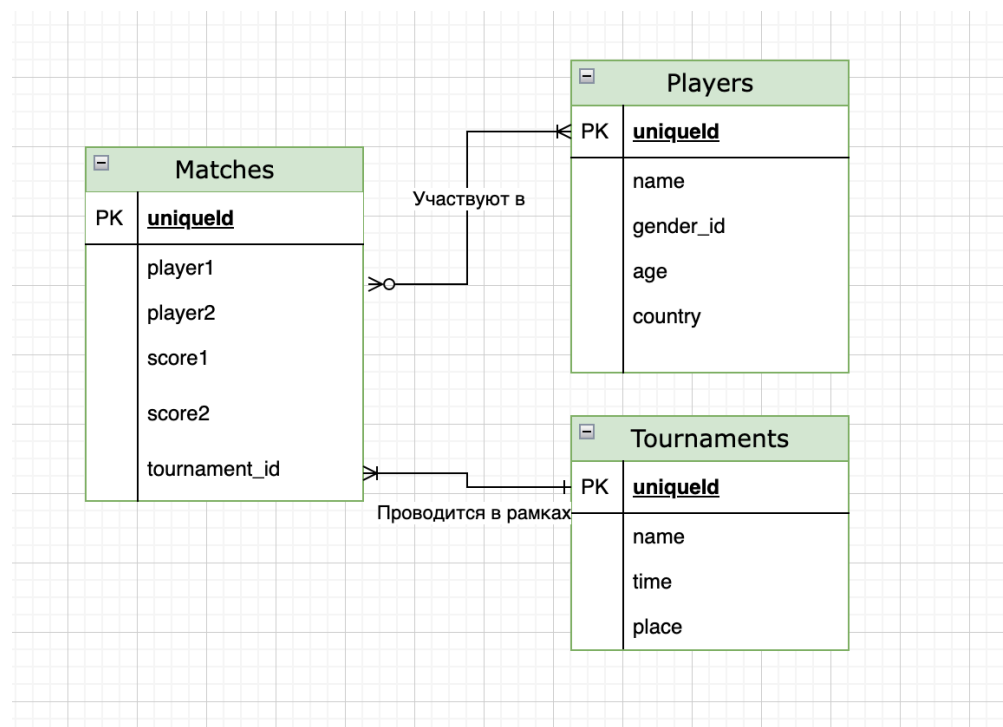 Players
PK uniqueId
name
gender_id
age
country
Matches
PK uniqueId
player1
player2
score1
score2
tournament_id
Участвуют в
Tournaments
PK uniqueId
name
time
place
Проводится в рамках